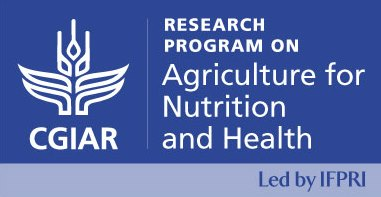 CGIAR
RESEARCH
PROGRAM ON
Agriculture for
Nutrition
and Health
Led by IFPRI